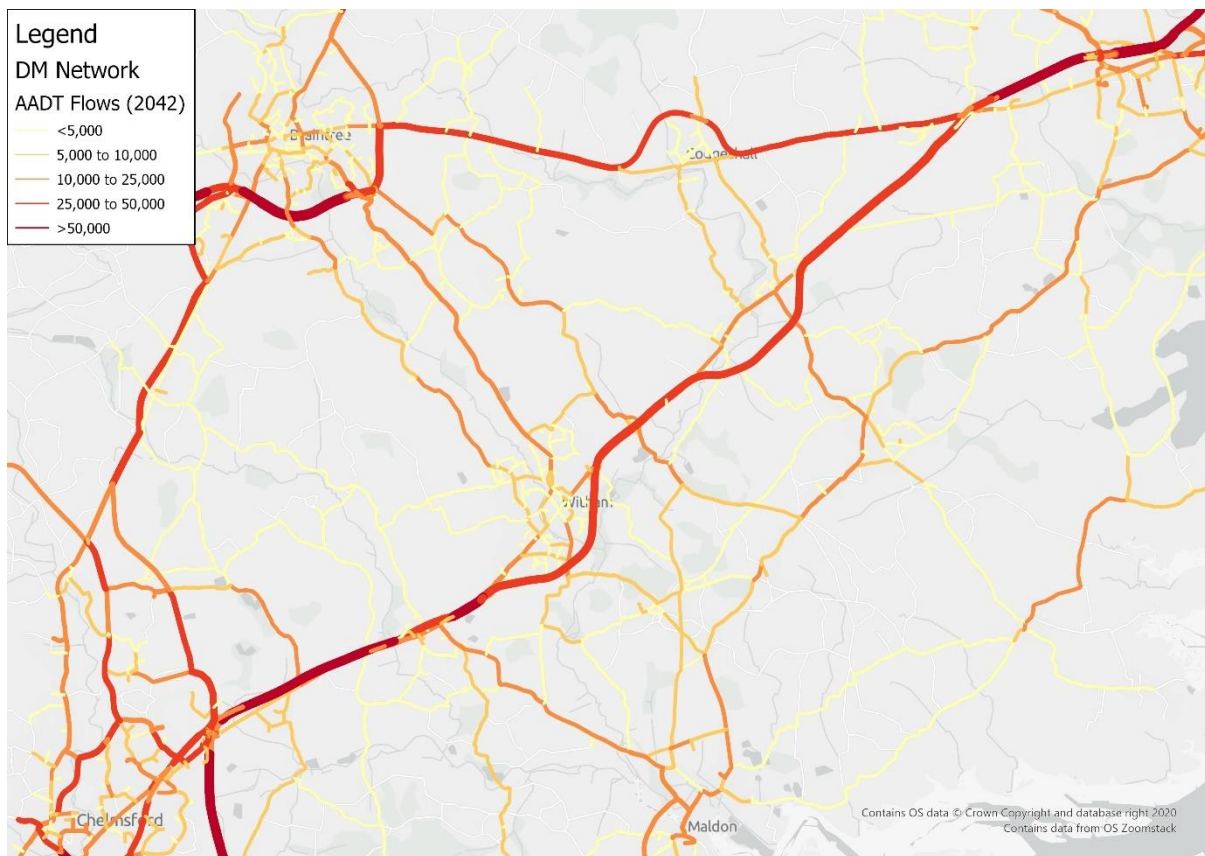 Legend
DM Network
AADT Flows (2042)
<5,000
5,000 to 10,000
10,000 to 25,000
25,000 to 50,000
>50,000
Braintree
Coggeshall
Witham
Chelmsford
Maldon
Contains OS data © Crown Copyright and database right 2020
Contains data from OS Zoomstack